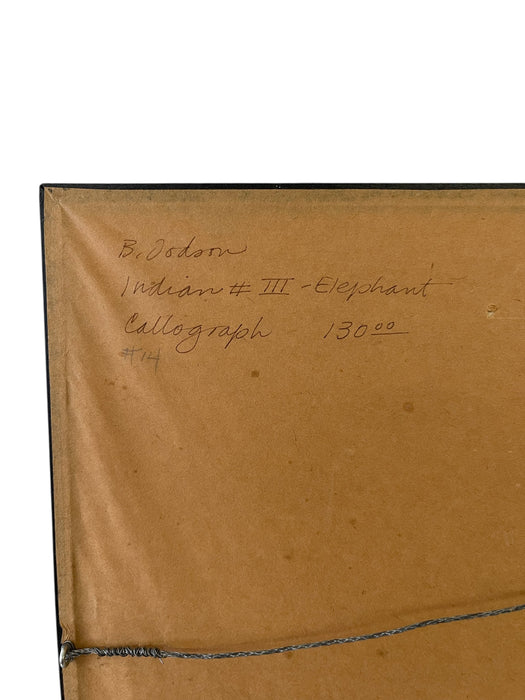 B. Dodson
Indian # III - Elephant
Callograph 130.00
#14